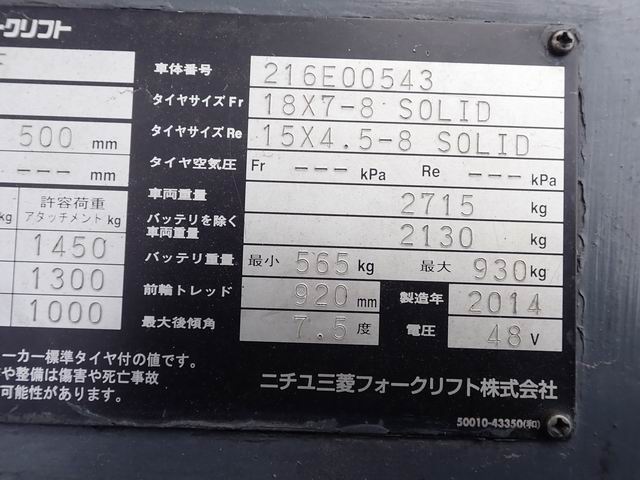 ークリフト
車体番号 216E00543
タイヤサイズ Fr 18X7-8 SOLID
500 mm タイヤサイズ Re 15X4.5-8 SOLID
--- mm タイヤ空気圧 Fr --- kPa Re --- kPa
許容荷重 車両重量 2715 kg
kg アタッチメント kg バッテリを除く
車両重量 2130 kg
1450 バッテリ重量 最小 565 kg 最大 930 kg
1300 前輪トレッド 920 mm 製造年 2014
1000 最大後傾角 7.5 度 電圧 48 V
ーカー標準タイヤ付の値です。
や整備は傷害や死亡事故
可能性があります。
ニチユ三菱フォークリフト株式会社
50010-43350(和)